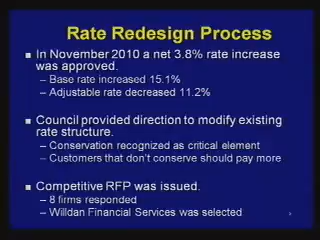 Rate Redesign Process
■ In November 2010 a net 3.8% rate increase
was approved.
– Base rate increased 15.1%
– Adjustable rate decreased 11.2%
■ Council provided direction to modify existing
rate structure.
– Conservation recognized as critical element
– Customers that don't conserve should pay more
■ Competitive RFP was issued.
– 8 firms responded
– Willdan Financial Services was selected